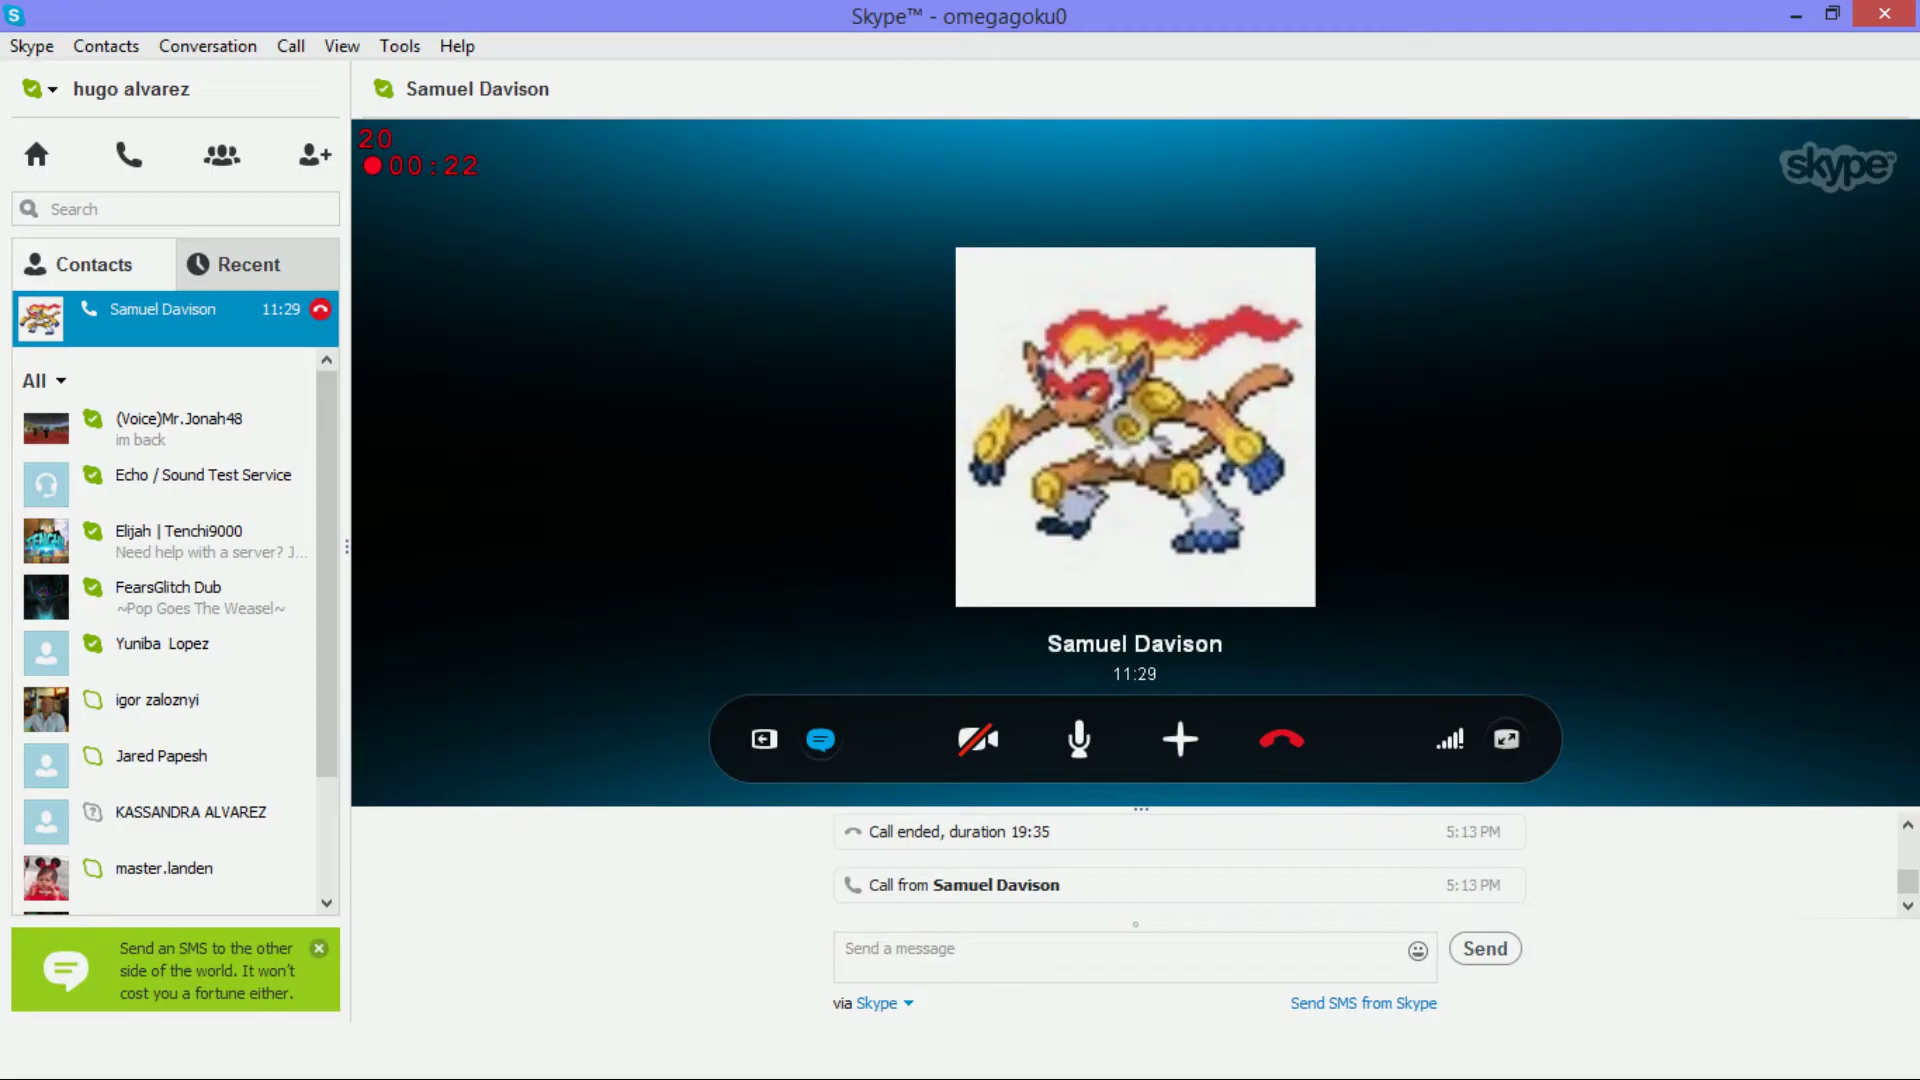 Skype™ - omegagoku0
Skype Contacts Conversation Call View Tools Help
hugo alvarez
Search
Contacts
Recent
Samuel Davison 11:29
All
(Voice)Mr.Jonah48
im back
Echo / Sound Test Service
Elijah | Tenchi9000
Need help with a server? J...
FearsGlitch Dub
~Pop Goes The Weasel~
Yuniba Lopez
igor zaloznyi
Jared Papesh
KASSANDRA ALVAREZ
master.landen
Send an SMS to the other
side of the world. It won't
cost you a fortune either.
Samuel Davison
20
00:22
skype
Samuel Davison
11:29
Call ended, duration 19:35 5:13 PM
Call from Samuel Davison 5:13 PM
Send a message
Send
via Skype
Send SMS from Skype